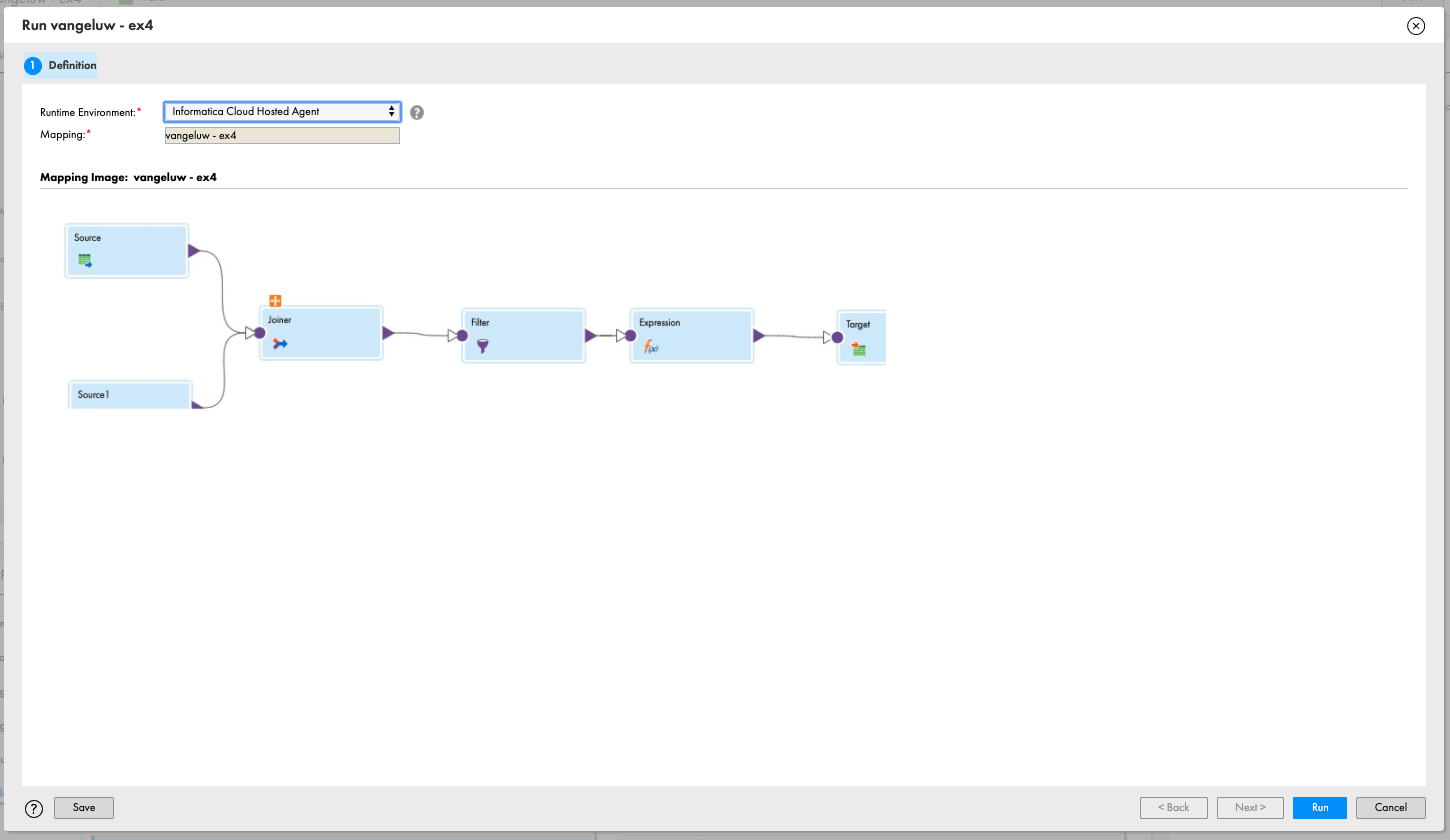 Run vangeluw - ex4
1 Definition
Runtime Environment:* Informatica Cloud Hosted Agent ?
Mapping:* vangeluw - ex4
Mapping Image: vangeluw - ex4
Source
Joiner
Filter
Expression
f(x)
Target
Source1
? Save < Back Next > Run Cancel